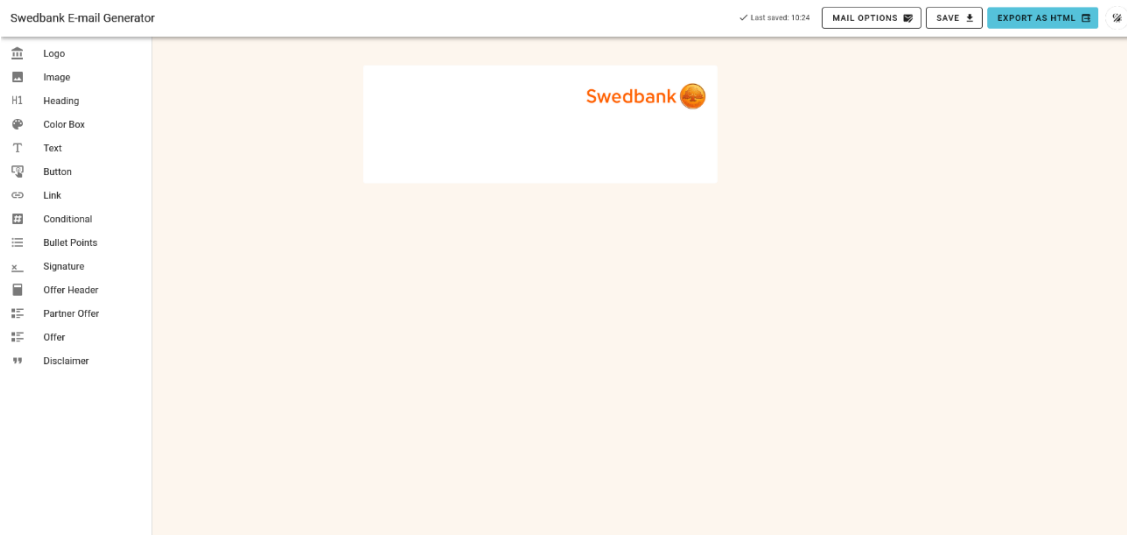 Swedbank E-mail Generator
Last saved: 10:24
MAIL OPTIONS
SAVE
EXPORT AS HTML
Logo
Image
H1 Heading
Color Box
Text
Button
Link
Conditional
Bullet Points
Signature
Offer Header
Partner Offer
Offer
Disclaimer
Swedbank